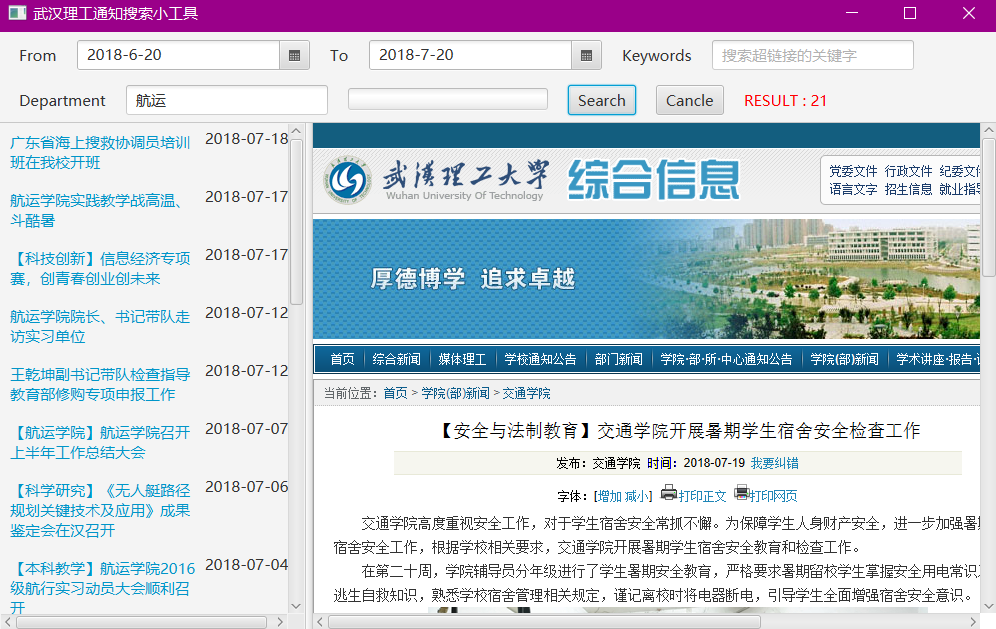 武汉理工通知搜索小工具
From 2018-6-20 To 2018-7-20 Keywords 搜索超链接的关键字
Department 航运 Search Cancle RESULT : 21
广东省海上搜救协调员培训 2018-07-18
班在我校开班
航运学院实践教学战高温、 2018-07-17
斗酷暑
【科技创新】信息经济专项 2018-07-17
赛，创青春创业创未来
航运学院院长、书记带队走 2018-07-12
访实习单位
王乾坤副书记带队检查指导 2018-07-12
教育部修购专项申报工作
【航运学院】航运学院召开 2018-07-07
上半年工作总结大会
【科学研究】《无人艇路径 2018-07-06
规划关键技术及应用》成果
鉴定会在汉召开
【本科教学】航运学院2016 2018-07-04
级航行实习动员大会顺利召
开
武漢理工大学 综合信息
Wuhan University Of Technology
党委文件 行政文件 纪委文
语言文字 招生信息 就业指
厚德博学 追求卓越
首页 综合新闻 媒体理工 学校通知公告 部门新闻 学院·部·所·中心通知公告 学院(部)新闻 学术讲座·报告·
当前位置：首页 > 学院(部)新闻 > 交通学院
【安全与法制教育】交通学院开展暑期学生宿舍安全检查工作
发布：交通学院 时间：2018-07-19 我要纠错
字体：[增加 减小] 打印正文 打印网页
交通学院高度重视安全工作，对于学生宿舍安全常抓不懈。为保障学生人身财产安全，进一步加强暑
宿舍安全工作，根据学校相关要求，交通学院开展暑期学生宿舍安全教育和检查工作。
在第二十周，学院辅导员分年级进行了学生暑期安全教育，严格要求暑期留校学生掌握安全用电常识
逃生自救知识，熟悉学校宿舍管理相关规定，谨记离校时将电器断电，引导学生全面增强宿舍安全意识。